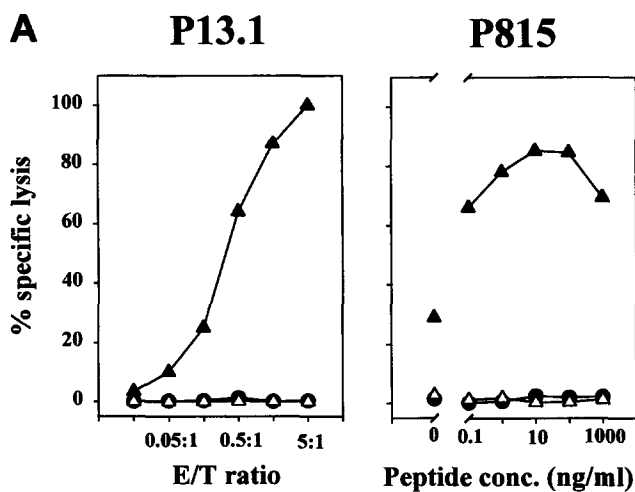 A
P13.1
P815
% specific lysis
100
80
60
40
20
0
0.05:1 0.5:1 5:1
E/T ratio
0 0.1 10 1000
Peptide conc. (ng/ml)